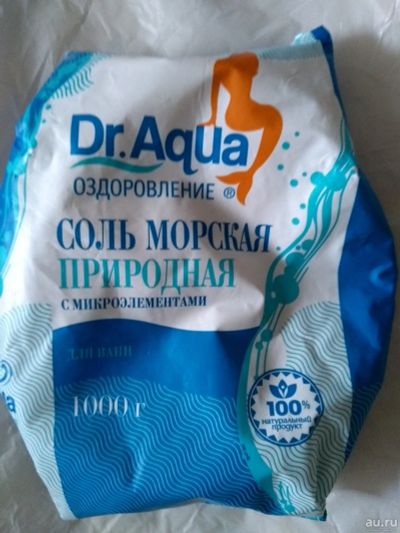 Dr.Aqua
ОЗДОРОВЛЕНИЕ ®
СОЛЬ МОРСКАЯ
ПРИРОДНАЯ
С МИКРОЭЛЕМЕНТАМИ
ДЛЯ ВАНН
1000 г
100%
натуральный
продукт
au.ru